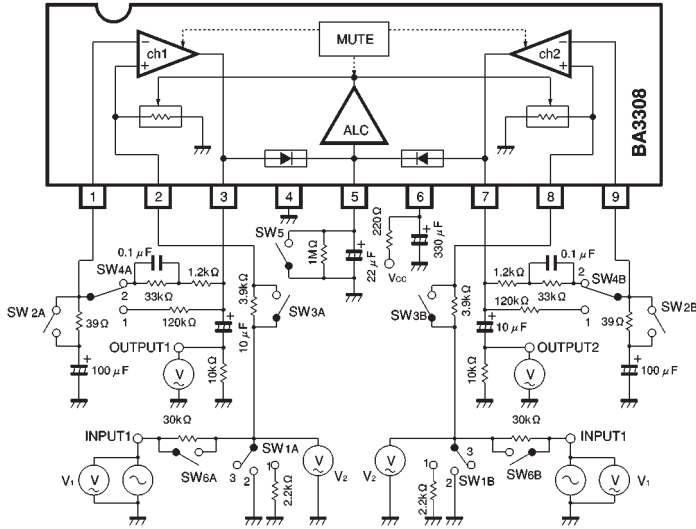 MUTE
ch1
ch2
ALC
BA3308
1 2 3 4 5 6 7 8 9
SW5
1MΩ
22 μF
220Ω
330 μF
VCC
0.1 μF
SW4A
2
33kΩ
1.2kΩ
1
120kΩ
SW2A
39Ω
100 μF
3.9kΩ
SW3A
10 μF
OUTPUT1
V
10kΩ
0.1 μF
SW4B
2
33kΩ
1.2kΩ
1
120kΩ
SW2B
39Ω
100 μF
3.9kΩ
SW3B
10 μF
OUTPUT2
V
10kΩ
30kΩ
INPUT1
SW6A
SW1A
3
2
1
2.2kΩ
V1
V
V
V2
30kΩ
INPUT1
SW6B
SW1B
3
2
1
2.2kΩ
V2
V
V
V1